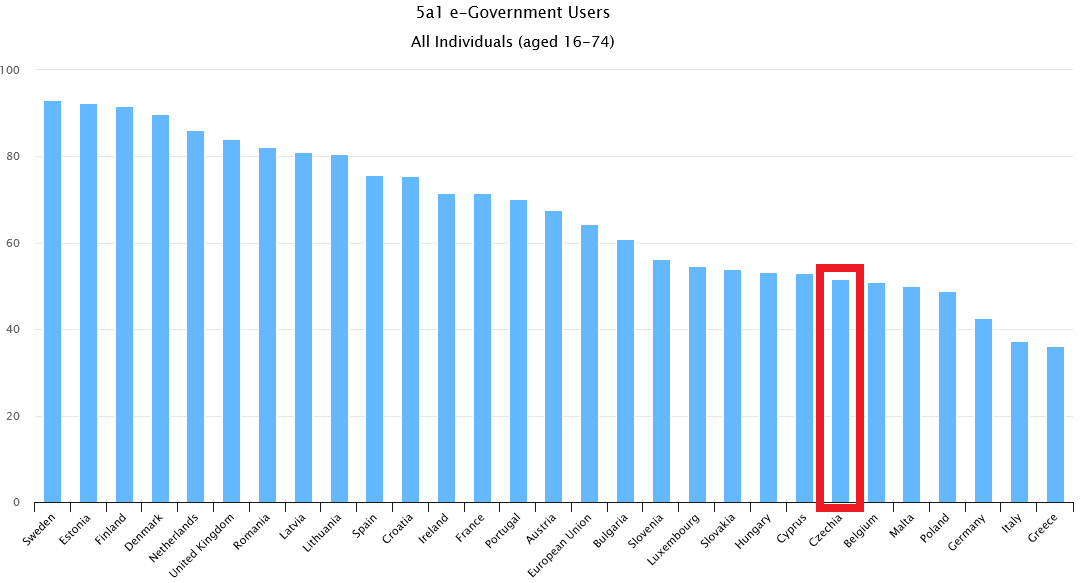 5a1 e-Government Users
All Individuals (aged 16-74)
100
80
60
40
20
0
Sweden
Estonia
Finland
Denmark
Netherlands
United Kingdom
Romania
Latvia
Lithuania
Spain
Croatia
Ireland
France
Portugal
Austria
European Union
Bulgaria
Slovenia
Luxembourg
Slovakia
Hungary
Cyprus
Czechia
Belgium
Malta
Poland
Germany
Italy
Greece